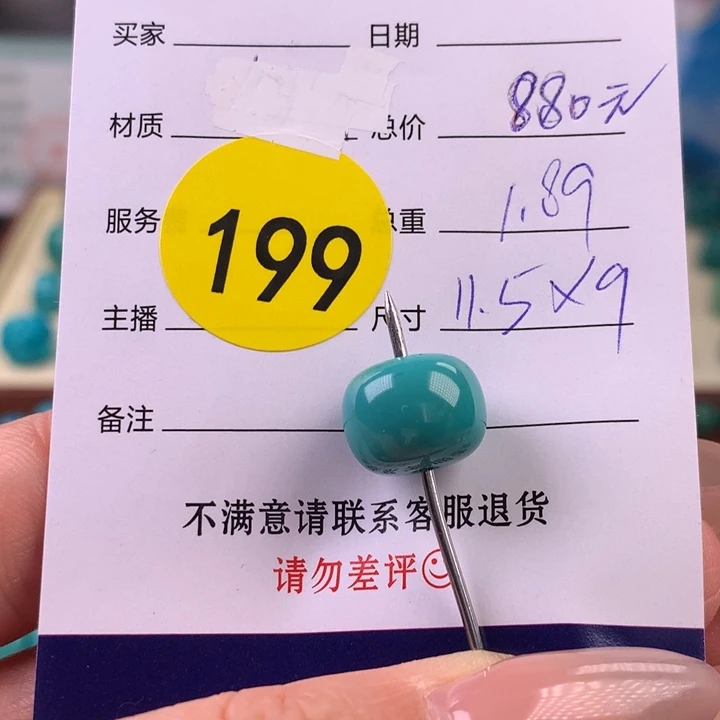 买家 日期
材质 总价 880元
服务 总重 1.89
199
主播 尺寸 11.5×9
备注
不满意请联系客服退货
请勿差评